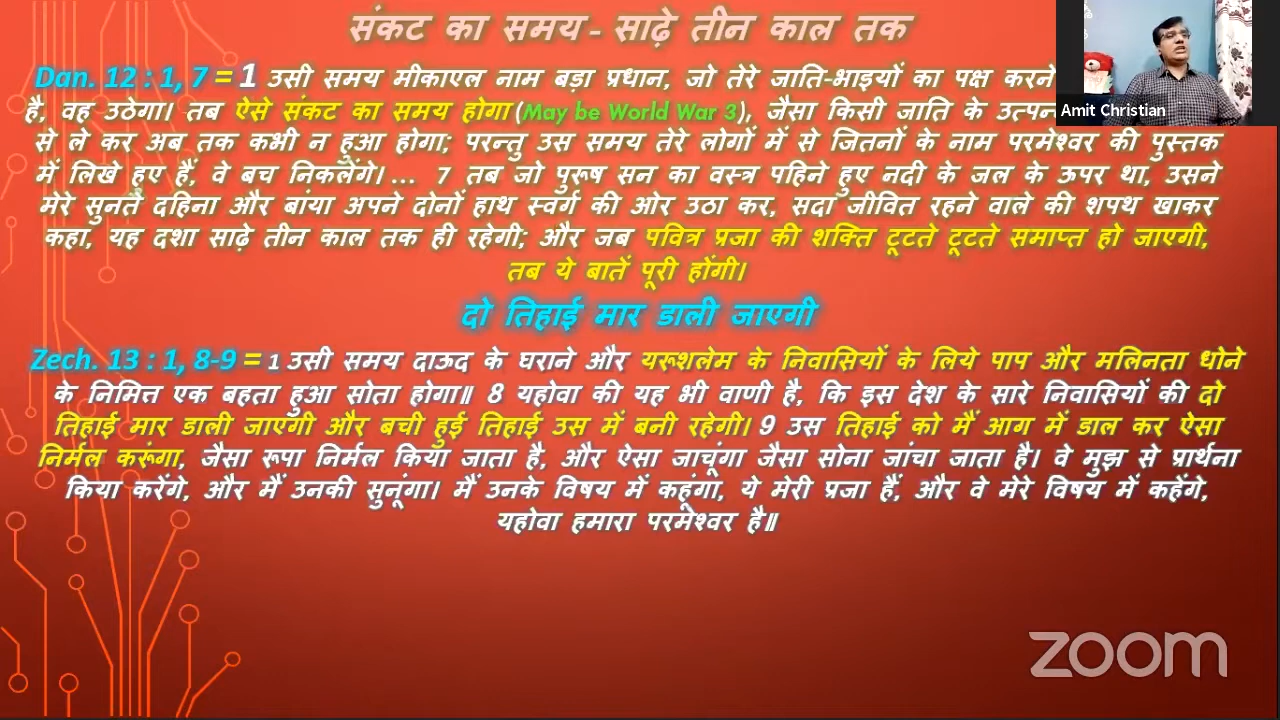 संकट का समय - साढ़े तीन काल तक
Dan. 12 : 1, 7 = 1 उसी समय मीकाएल नाम बड़ा प्रधान, जो तेरे जाति-भाइयों का पक्ष करने
है, वह उठेगा। तब ऐसे संकट का समय होगा (May be World War 3), जैसा किसी जाति के
Amit Christian
से ले कर अब तक कभी न हुआ होगा; परन्तु उस समय तेरे लोगों में से जितनों के नाम परमेश्वर की पुस्तक
में लिखे हुए हैं, वे बच निकलेंगे। ... 7 तब जो पुरूष सन का वस्त्र पहिने हुए नदी के जल के ऊपर था, उसने
मेरे सुनते दहिना और बांया अपने दोनों हाथ स्वर्ग की ओर उठा कर, सदा जीवित रहने वाले की शपथ खाकर
कहा, यह दशा साढ़े तीन काल तक ही रहेगी; और जब पवित्र प्रजा की शक्ति टूटते टूटते समाप्त हो जाएगी,
तब ये बातें पूरी होंगी।
दो तिहाई मार डाली जाएगी
Zech. 13 : 1, 8-9 = 1 उसी समय दाऊद के घराने और यरूशलेम के निवासियों के लिये पाप और मलिनता धोने
के निमित्त एक बहता हुआ सोता होगा॥ 8 यहोवा की यह भी वाणी है, कि इस देश के सारे निवासियों की दो
तिहाई मार डाली जाएगी और बची हुई तिहाई उस में बनी रहेगी। 9 उस तिहाई को मैं आग में डाल कर ऐसा
निर्मल करूंगा, जैसा रूपा निर्मल किया जाता है, और ऐसा जाचूंगा जैसा सोना जांचा जाता है। वे मुझ से प्रार्थना
किया करेंगे, और मैं उनकी सुनूंगा। मैं उनके विषय में कहूंगा, ये मेरी प्रजा हैं, और वे मेरे विषय में कहेंगे,
यहोवा हमारा परमेश्वर है॥
zoom